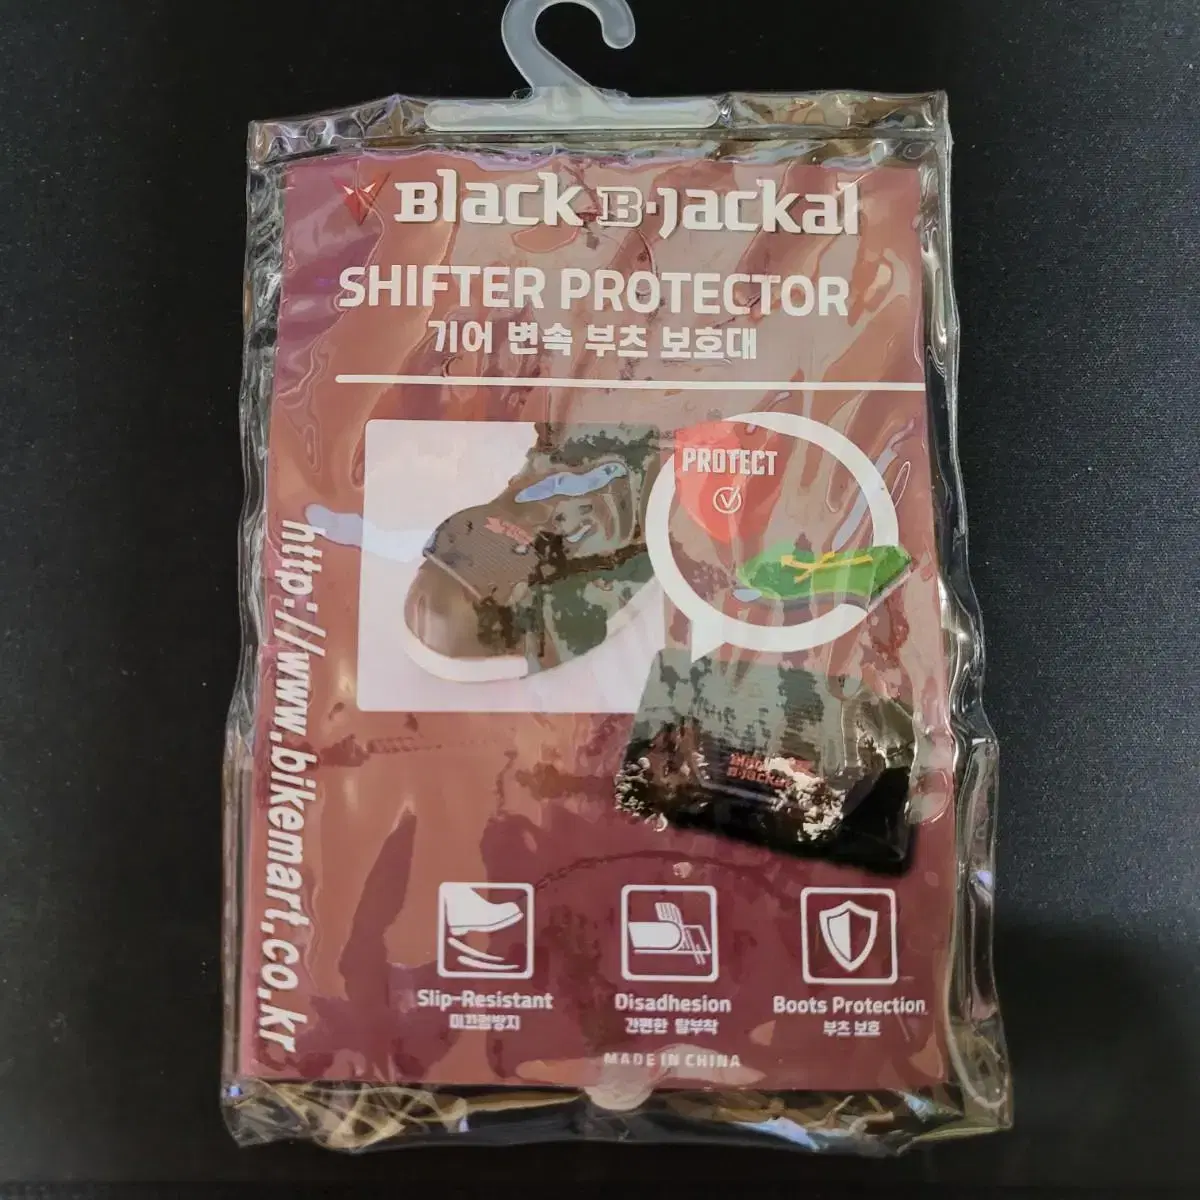 Black B·Jackal
SHIFTER PROTECTOR
기어 변속 부츠 보호대
PROTECT
http://www.bikemart.co.kr
Black
B·Jackal
Slip-Resistant
미끄럼방지
Disadhesion
간편한 탈부착
Boots Protection
부츠 보호
MADE IN CHINA